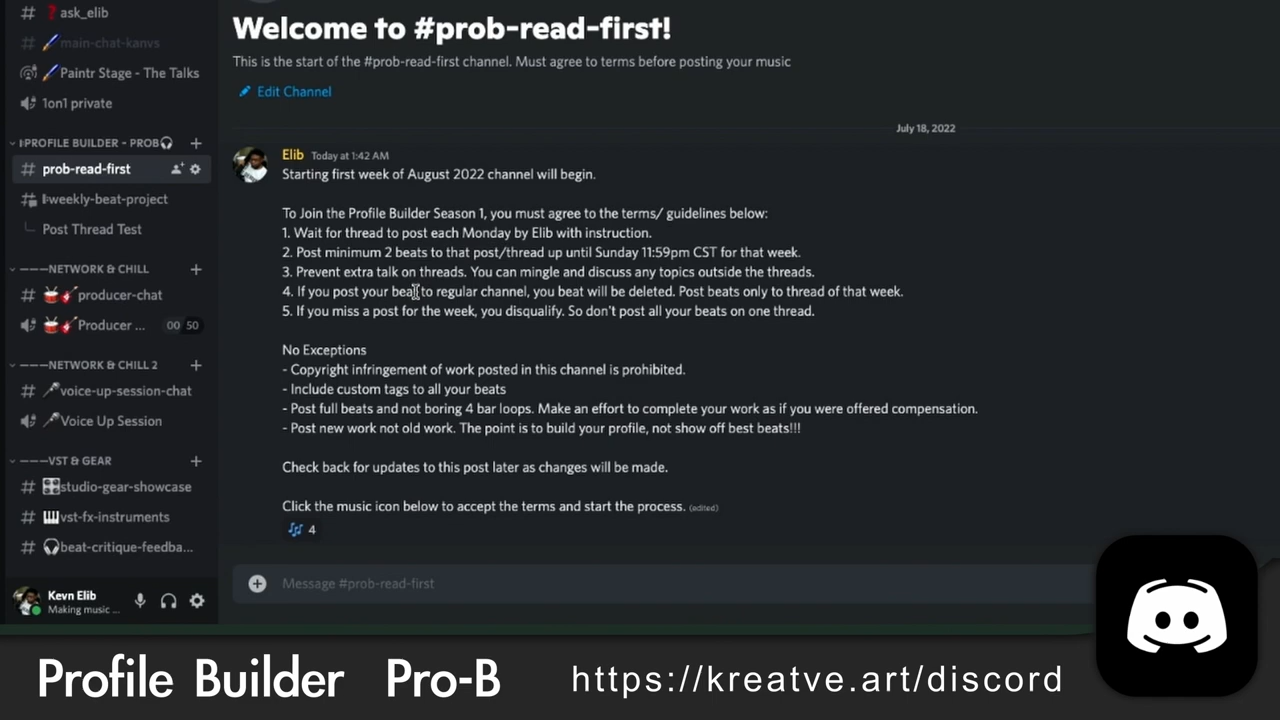 # ask_elib
# main-chat-kanvs
Paintr Stage - The Talks
1on1 private
PROFILE BUILDER - PROB
# prob-read-first
# weekly-beat-project
Post Thread Test
———NETWORK & CHILL
# producer-chat
Producer ... 00 50
———NETWORK & CHILL 2
# voice-up-session-chat
Voice Up Session
———VST & GEAR
# studio-gear-showcase
# vst-fx-instruments
# beat-critique-feedba...
Kevn Elib
Making music ...
Welcome to #prob-read-first!
This is the start of the #prob-read-first channel. Must agree to terms before posting your music
Edit Channel
July 18, 2022
Elib Today at 1:42 AM
Starting first week of August 2022 channel will begin.
To Join the Profile Builder Season 1, you must agree to the terms/ guidelines below:
1. Wait for thread to post each Monday by Elib with instruction.
2. Post minimum 2 beats to that post/thread up until Sunday 11:59pm CST for that week.
3. Prevent extra talk on threads. You can mingle and discuss any topics outside the threads.
4. If you post your beat to regular channel, you beat will be deleted. Post beats only to thread of that week.
5. If you miss a post for the week, you disqualify. So don't post all your beats on one thread.
No Exceptions
- Copyright infringement of work posted in this channel is prohibited.
- Include custom tags to all your beats
- Post full beats and not boring 4 bar loops. Make an effort to complete your work as if you were offered compensation.
- Post new work not old work. The point is to build your profile, not show off best beats!!!
Check back for updates to this post later as changes will be made.
Click the music icon below to accept the terms and start the process. (edited)
4
Message #prob-read-first
Profile Builder Pro-B https://kreatve.art/discord